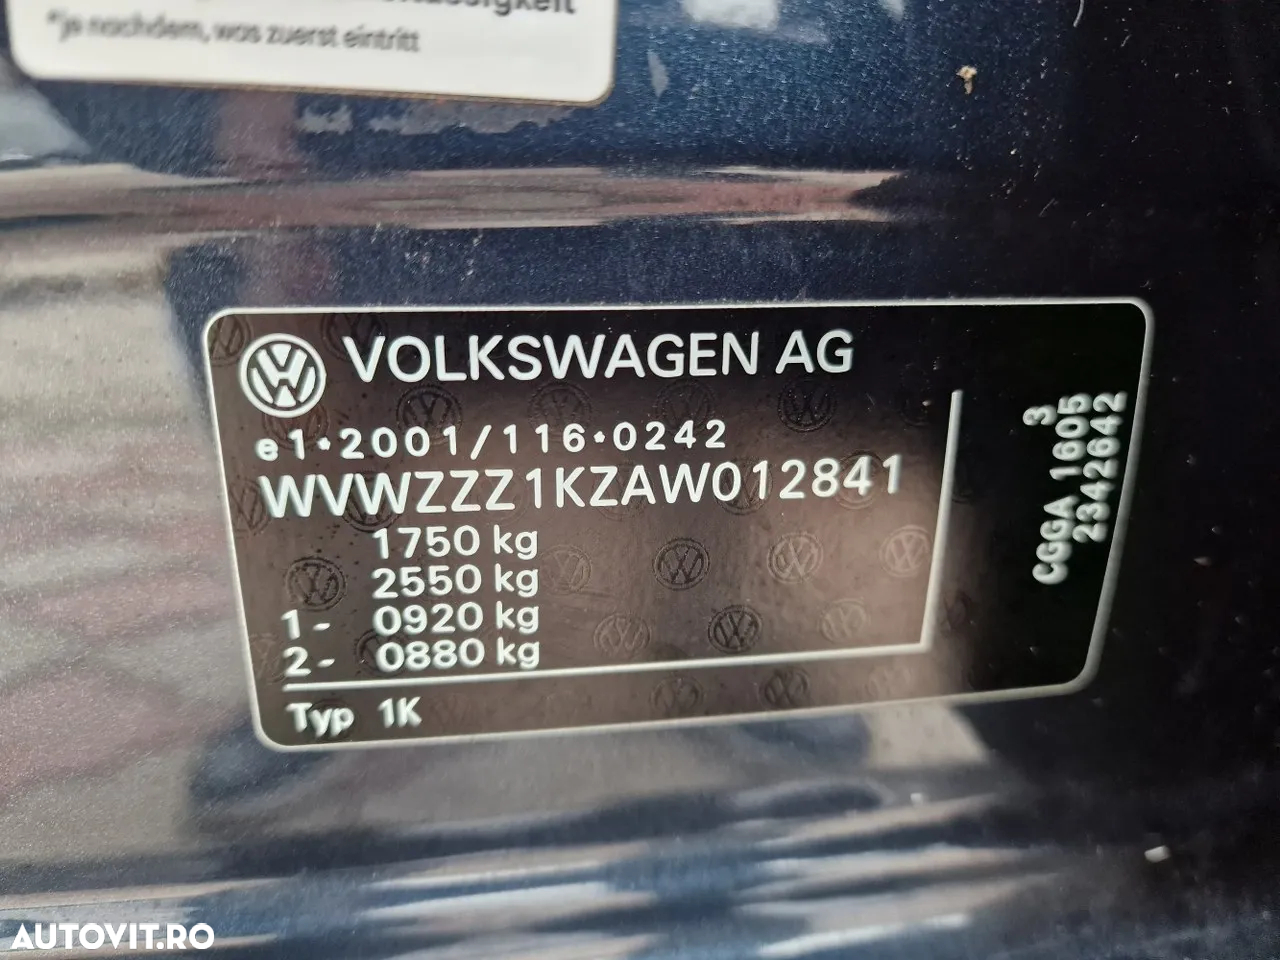 *je nachdem, was zuerst eintritt
VOLKSWAGEN AG
e1*2001/116*0242
WVWZZZ1KZAW012841
1750 kg
2550 kg
1- 0920 kg
2- 0880 kg
Typ 1K
3
CGGA 1605
2342642
AUTOVIT.RO